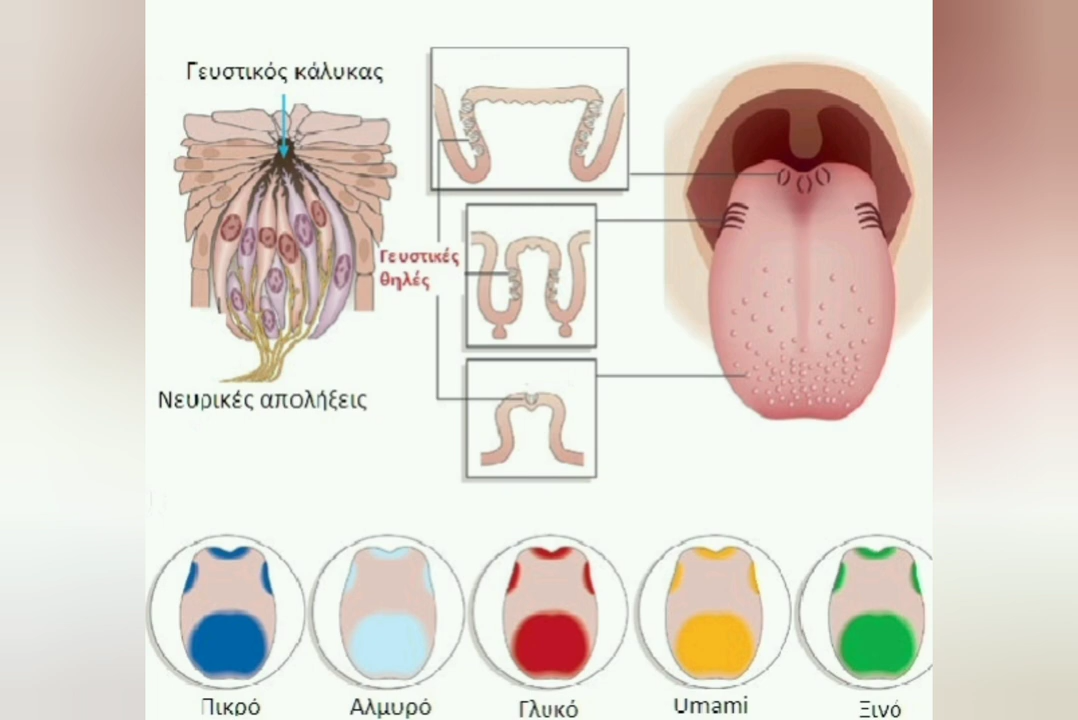 Γευστικός κάλυκας
Γευστικές
θηλές
Νευρικές απολήξεις
Πικρό
Αλμυρό
Γλυκό
Umami
Ξινό